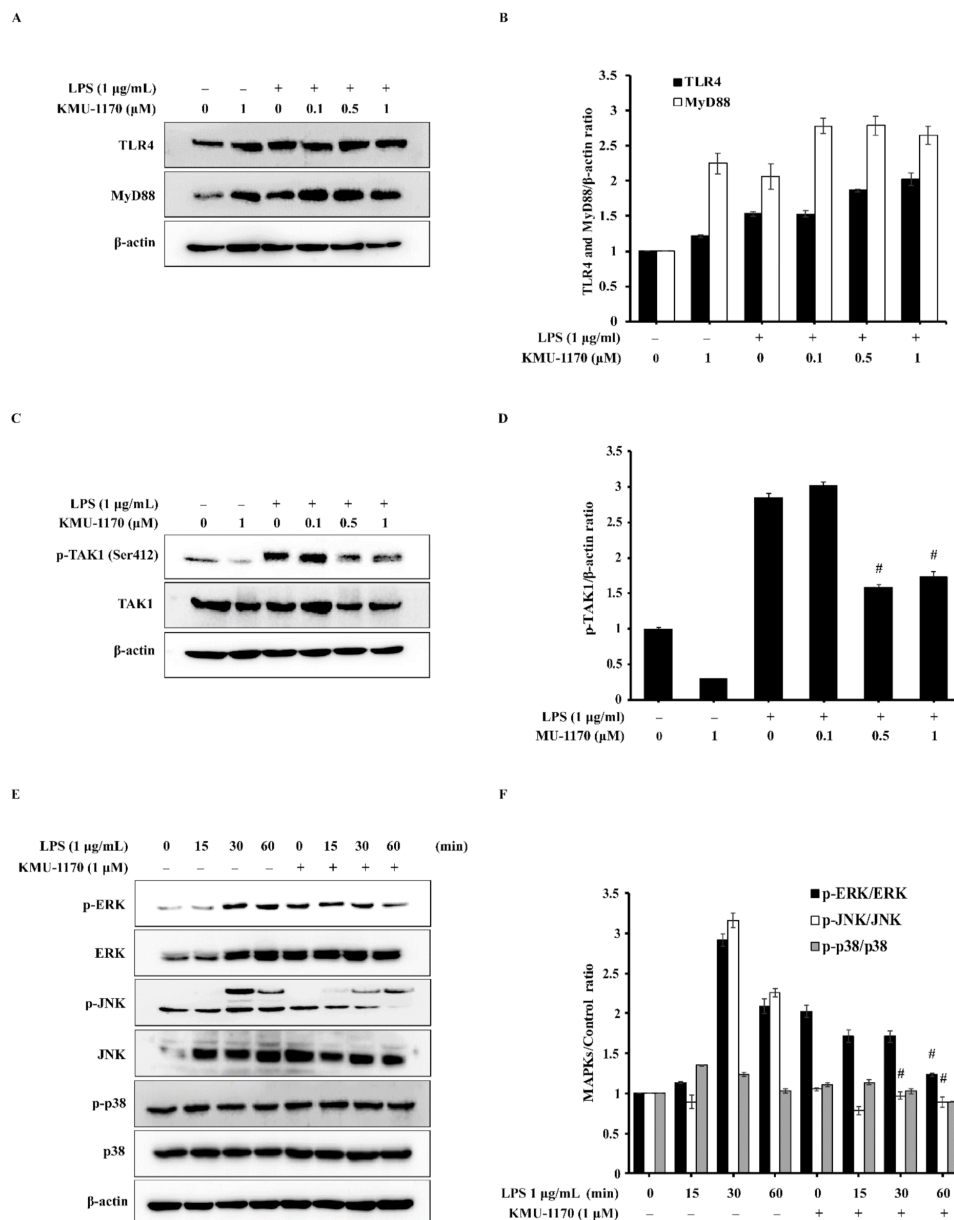 A
LPS (1 µg/mL) – – + + + +
KMU-1170 (µM) 0 1 0 0.1 0.5 1
TLR4
MyD88
β-actin
B
TLR4
MyD88
TLR4 and MyD88/β-actin ratio
3.5
3
2.5
2
1.5
1
0.5
0
LPS (1 µg/ml) – – + + + +
KMU-1170 (µM) 0 1 0 0.1 0.5 1
C
LPS (1 µg/mL) – – + + + +
KMU-1170 (µM) 0 1 0 0.1 0.5 1
p-TAK1 (Ser412)
TAK1
β-actin
D
p-TAK1/β-actin ratio
3.5
3
2.5
2
1.5
1
0.5
0
# #
LPS (1 µg/ml) – – + + + +
MU-1170 (µM) 0 1 0 0.1 0.5 1
E
LPS (1 µg/mL) 0 15 30 60 0 15 30 60 (min)
KMU-1170 (1 µM) – – – – + + + +
p-ERK
ERK
p-JNK
JNK
p-p38
p38
β-actin
F
p-ERK/ERK
p-JNK/JNK
p-p38/p38
MAPKs/Control ratio
3.5
3
2.5
2
1.5
1
0.5
0
# # #
LPS 1 µg/mL (min) 0 15 30 60 0 15 30 60
KMU-1170 (1 µM) – – – – + + + +